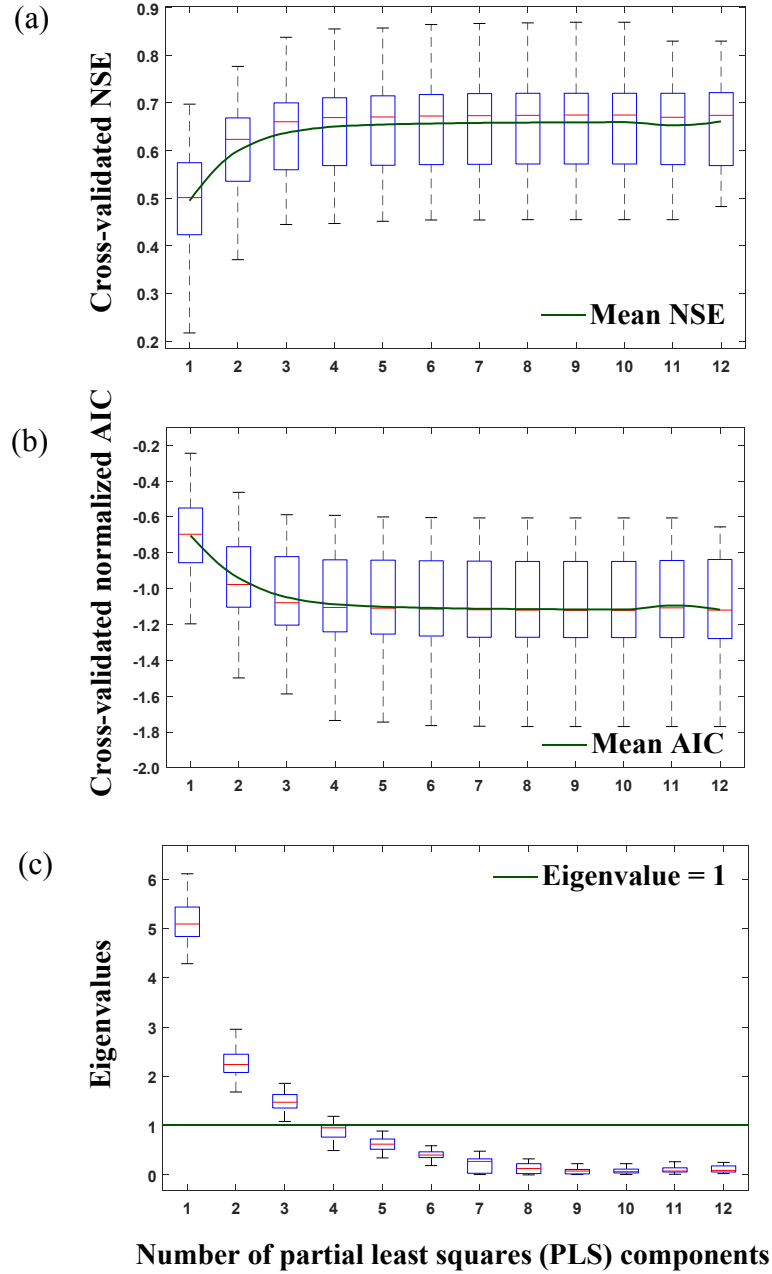 (a)
Cross-validated NSE
0.9
0.8
0.7
0.6
0.5
0.4
0.3
0.2
Mean NSE
1 2 3 4 5 6 7 8 9 10 11 12
(b)
Cross-validated normalized AIC
-0.2
-0.4
-0.6
-0.8
-1.0
-1.2
-1.4
-1.6
-1.8
-2.0
Mean AIC
1 2 3 4 5 6 7 8 9 10 11 12
(c)
Eigenvalues
Eigenvalue = 1
6
5
4
3
2
1
0
1 2 3 4 5 6 7 8 9 10 11 12
Number of partial least squares (PLS) components